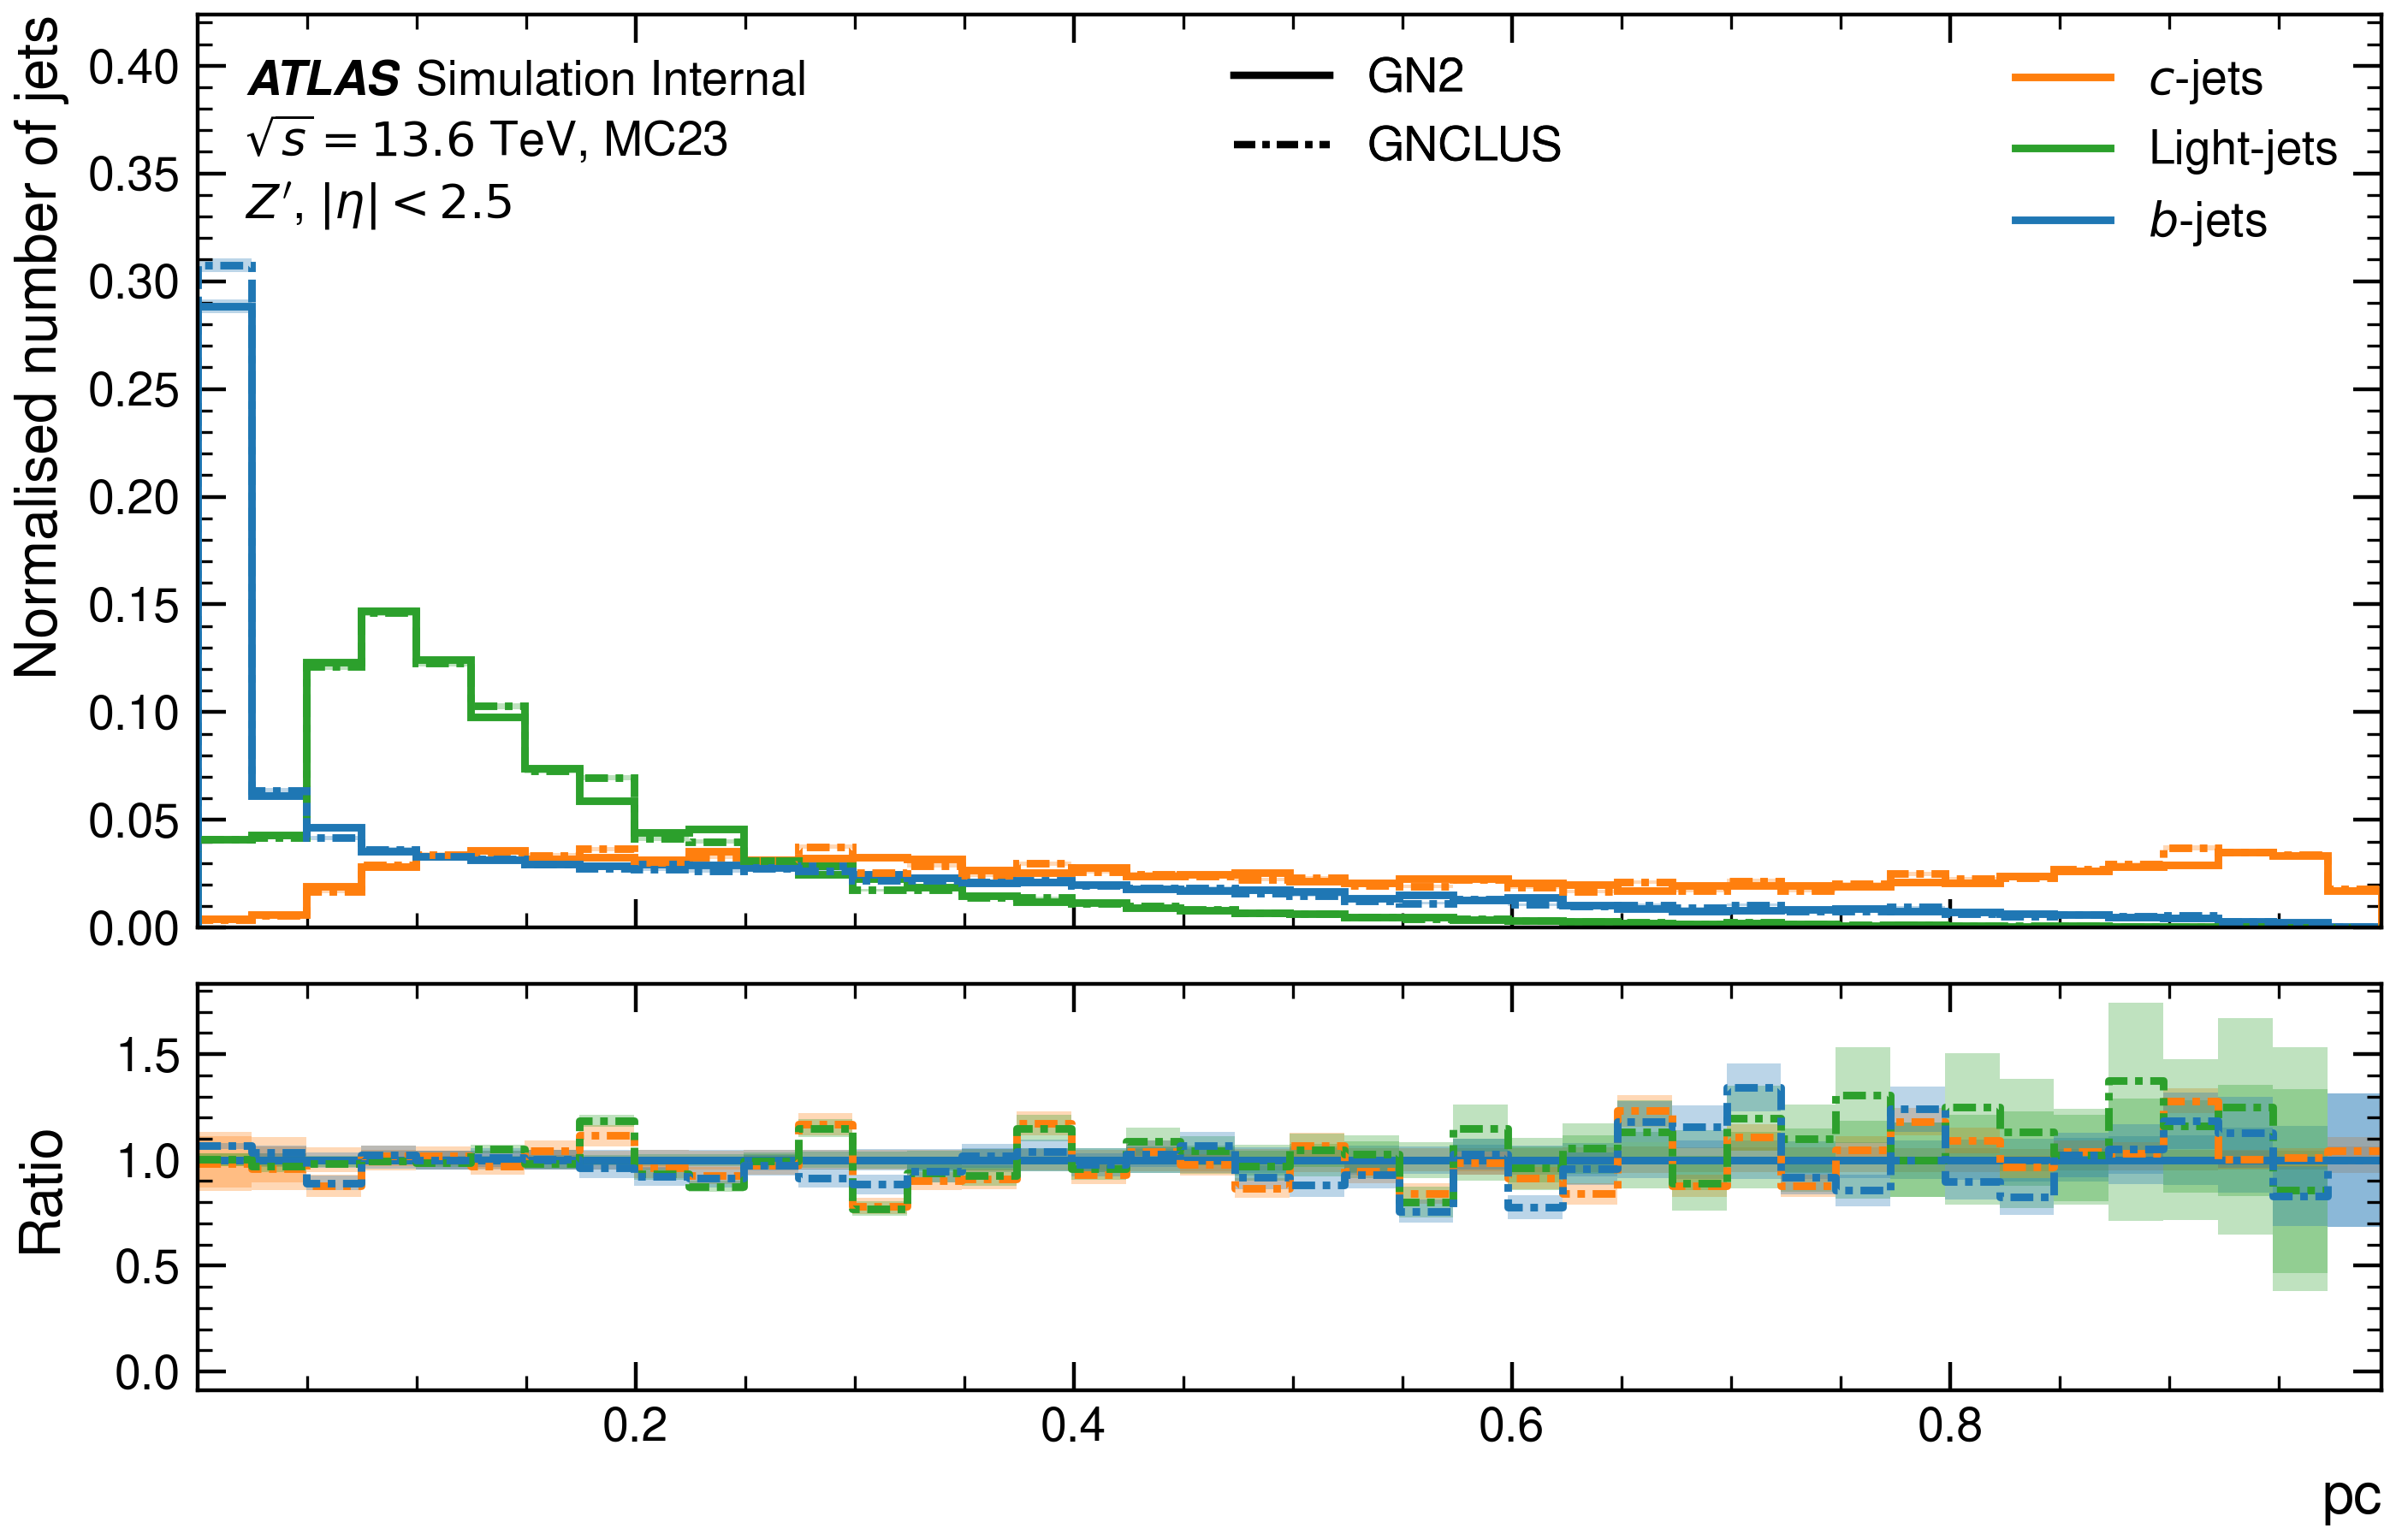 ATLAS Simulation Internal
√s = 13.6 TeV, MC23
Z′, |η| < 2.5
GN2
GNCLUS
c-jets
Light-jets
b-jets
Normalised number of jets
0.40
0.35
0.30
0.25
0.20
0.15
0.10
0.05
0.00
Ratio
1.5
1.0
0.5
0.0
0.2
0.4
0.6
0.8
pc